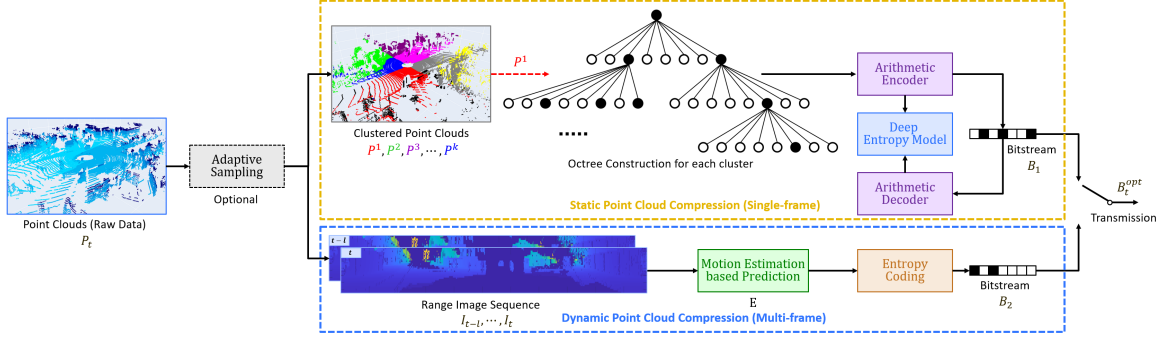 Point Clouds (Raw Data)
P_t
Adaptive
Sampling
Optional
Clustered Point Clouds
P^1, P^2, P^3, ⋯, P^k
P^1
Octree Construction for each cluster
Arithmetic
Encoder
Deep
Entropy Model
Arithmetic
Decoder
Bitstream
B_1
Static Point Cloud Compression (Single-frame)
t−l
t
Range Image Sequence
I_{t−l}, ⋯, I_t
Motion Estimation
based Prediction
E
Entropy
Coding
Bitstream
B_2
Dynamic Point Cloud Compression (Multi-frame)
B_t^{opt}
Transmission